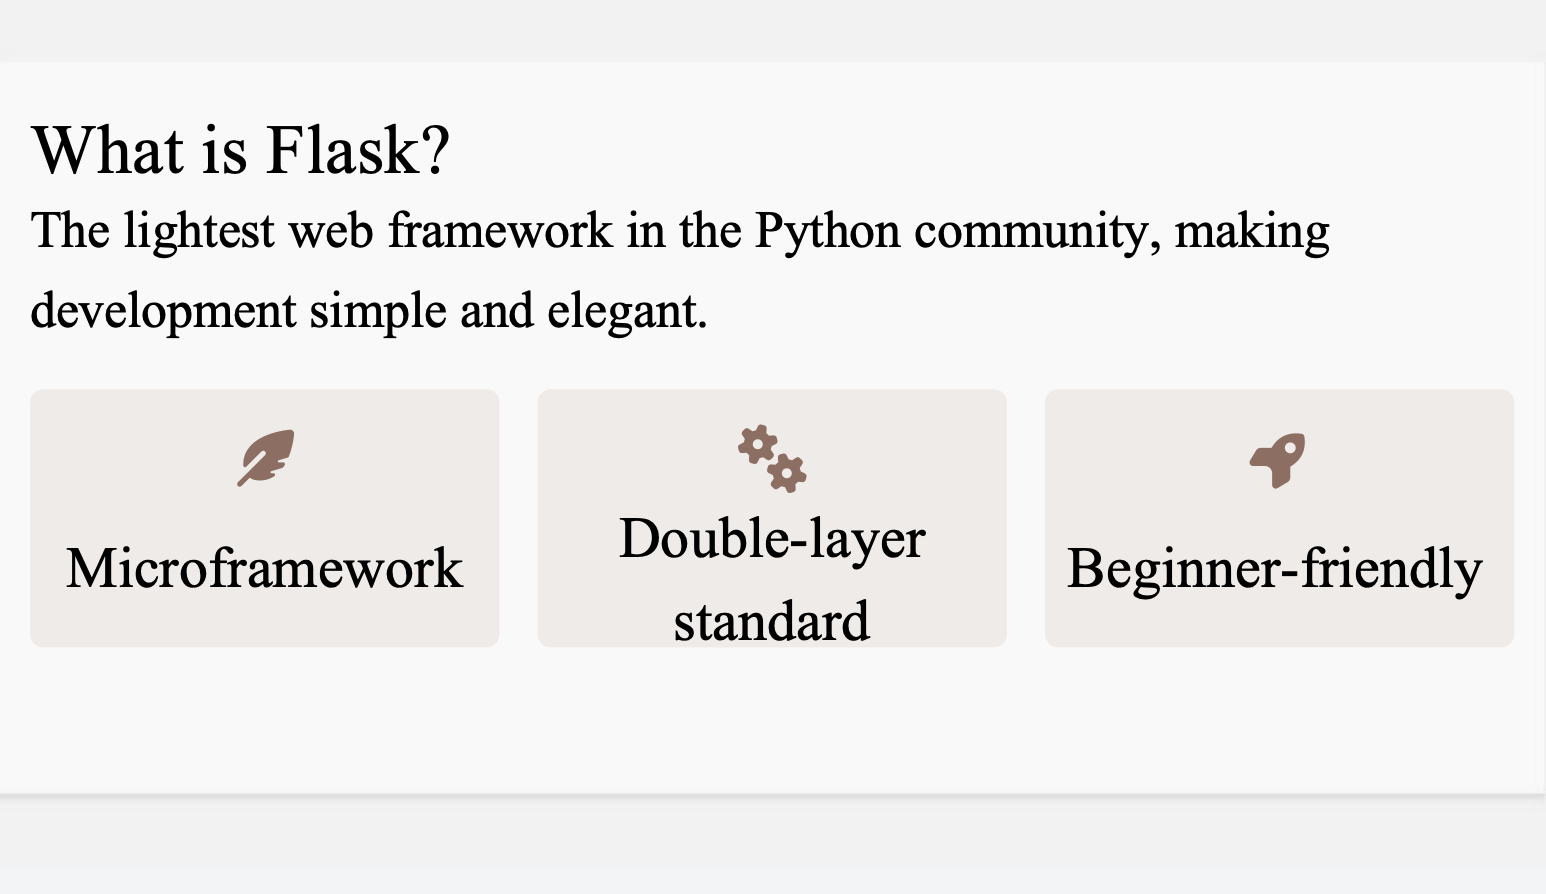 What is Flask?
The lightest web framework in the Python community, making
development simple and elegant.
Microframework
Double-layer
standard
Beginner-friendly